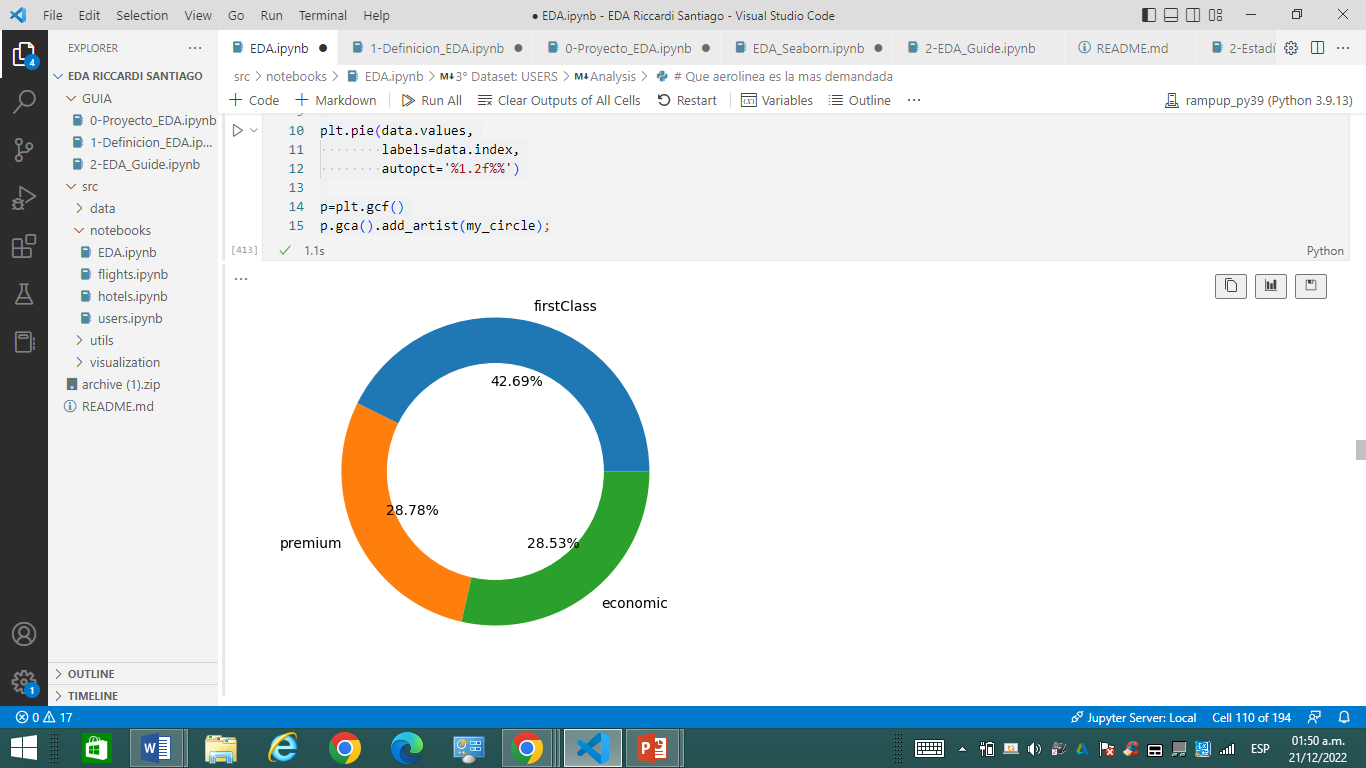 File Edit Selection View Go Run Terminal Help ● EDA.ipynb - EDA Riccardi Santiago - Visual Studio Code
EXPLORER ··· EDA.ipynb ● 1-Definicion_EDA.ipynb ● 0-Proyecto_EDA.ipynb ● EDA_Seaborn.ipynb ● 2-EDA_Guide.ipynb README.md 2-Estadí ···
EDA RICCARDI SANTIAGO
src > notebooks > EDA.ipynb > M↓3° Dataset: USERS > M↓Analysis > # Que aerolinea es la mas demandada
+ Code + Markdown Run All Clear Outputs of All Cells Restart Variables Outline ··· rampup_py39 (Python 3.9.13)
GUIA
0-Proyecto_EDA.ipynb
1-Definicion_EDA.ip...
2-EDA_Guide.ipynb
src
data
notebooks
EDA.ipynb
flights.ipynb
hotels.ipynb
users.ipynb
utils
visualization
archive (1).zip
README.md
OUTLINE
TIMELINE
4
1
10 plt.pie(data.values,
11 labels=data.index,
12 autopct='%1.2f%%')
13
14 p=plt.gcf()
15 p.gca().add_artist(my_circle);
[413] 1.1s Python
···
firstClass
42.69%
28.78%
premium
28.53%
economic
0 17 Jupyter Server: Local Cell 110 of 194
ESP
01:50 a.m.
21/12/2022